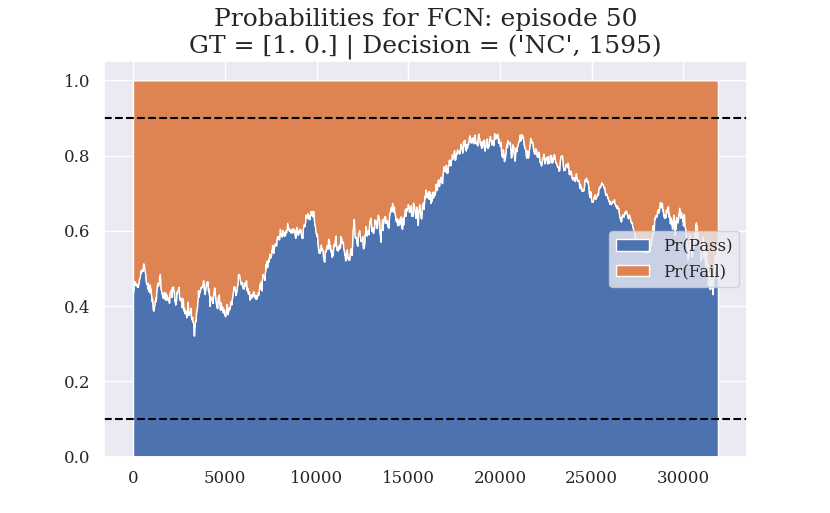 Probabilities for FCN: episode 50
GT = [1. 0.] | Decision = ('NC', 1595)
1.0
0.8
0.6
0.4
0.2
0.0
Pr(Pass)
Pr(Fail)
0 5000 10000 15000 20000 25000 30000